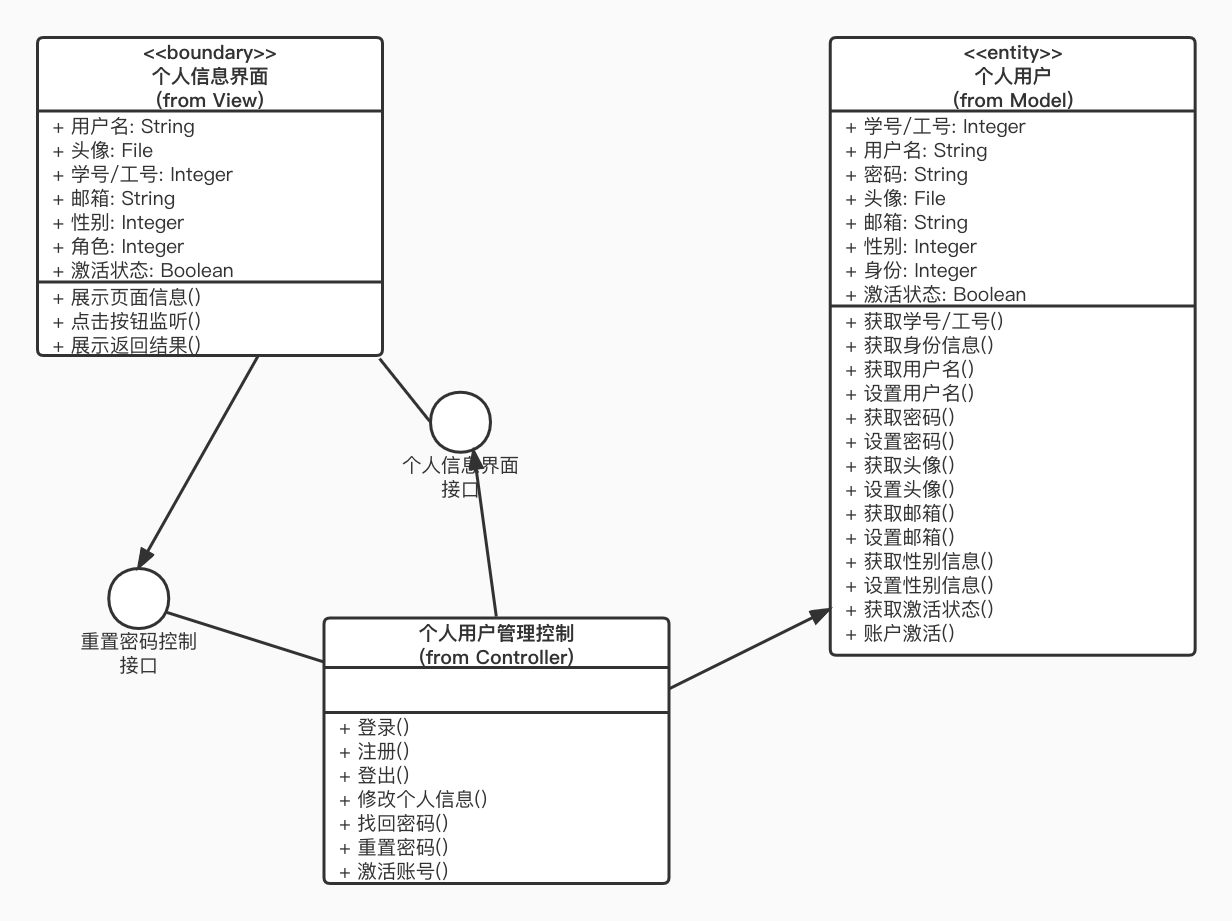 <<boundary>>
个人信息界面
(from View)
+ 用户名: String
+ 头像: File
+ 学号/工号: Integer
+ 邮箱: String
+ 性别: Integer
+ 角色: Integer
+ 激活状态: Boolean
+ 展示页面信息()
+ 点击按钮监听()
+ 展示返回结果()
<<entity>>
个人用户
(from Model)
+ 学号/工号: Integer
+ 用户名: String
+ 密码: String
+ 头像: File
+ 邮箱: String
+ 性别: Integer
+ 身份: Integer
+ 激活状态: Boolean
+ 获取学号/工号()
+ 获取身份信息()
+ 获取用户名()
+ 设置用户名()
+ 获取密码()
+ 设置密码()
+ 获取头像()
+ 设置头像()
+ 获取邮箱()
+ 设置邮箱()
+ 获取性别信息()
+ 设置性别信息()
+ 获取激活状态()
+ 账户激活()
个人信息界面
接口
重置密码控制
接口
个人用户管理控制
(from Controller)
+ 登录()
+ 注册()
+ 登出()
+ 修改个人信息()
+ 找回密码()
+ 重置密码()
+ 激活账号()